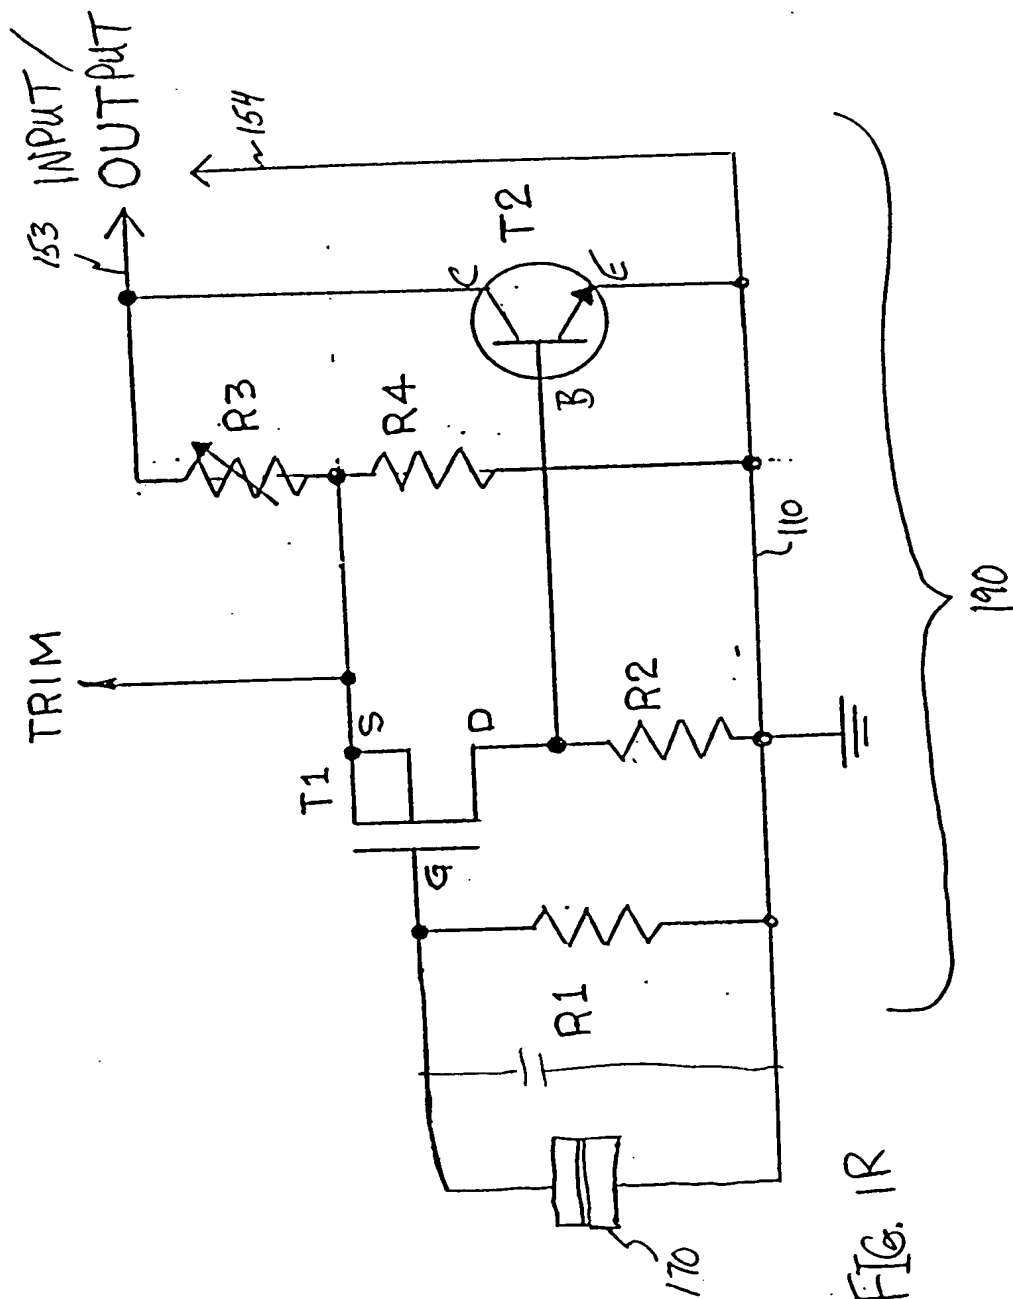 INPUT/
OUTPUT
153
154
TRIM
R3
R4
T2
C
B
E
T1
S
D
G
R2
R1
110
170
190
FIG. 1R